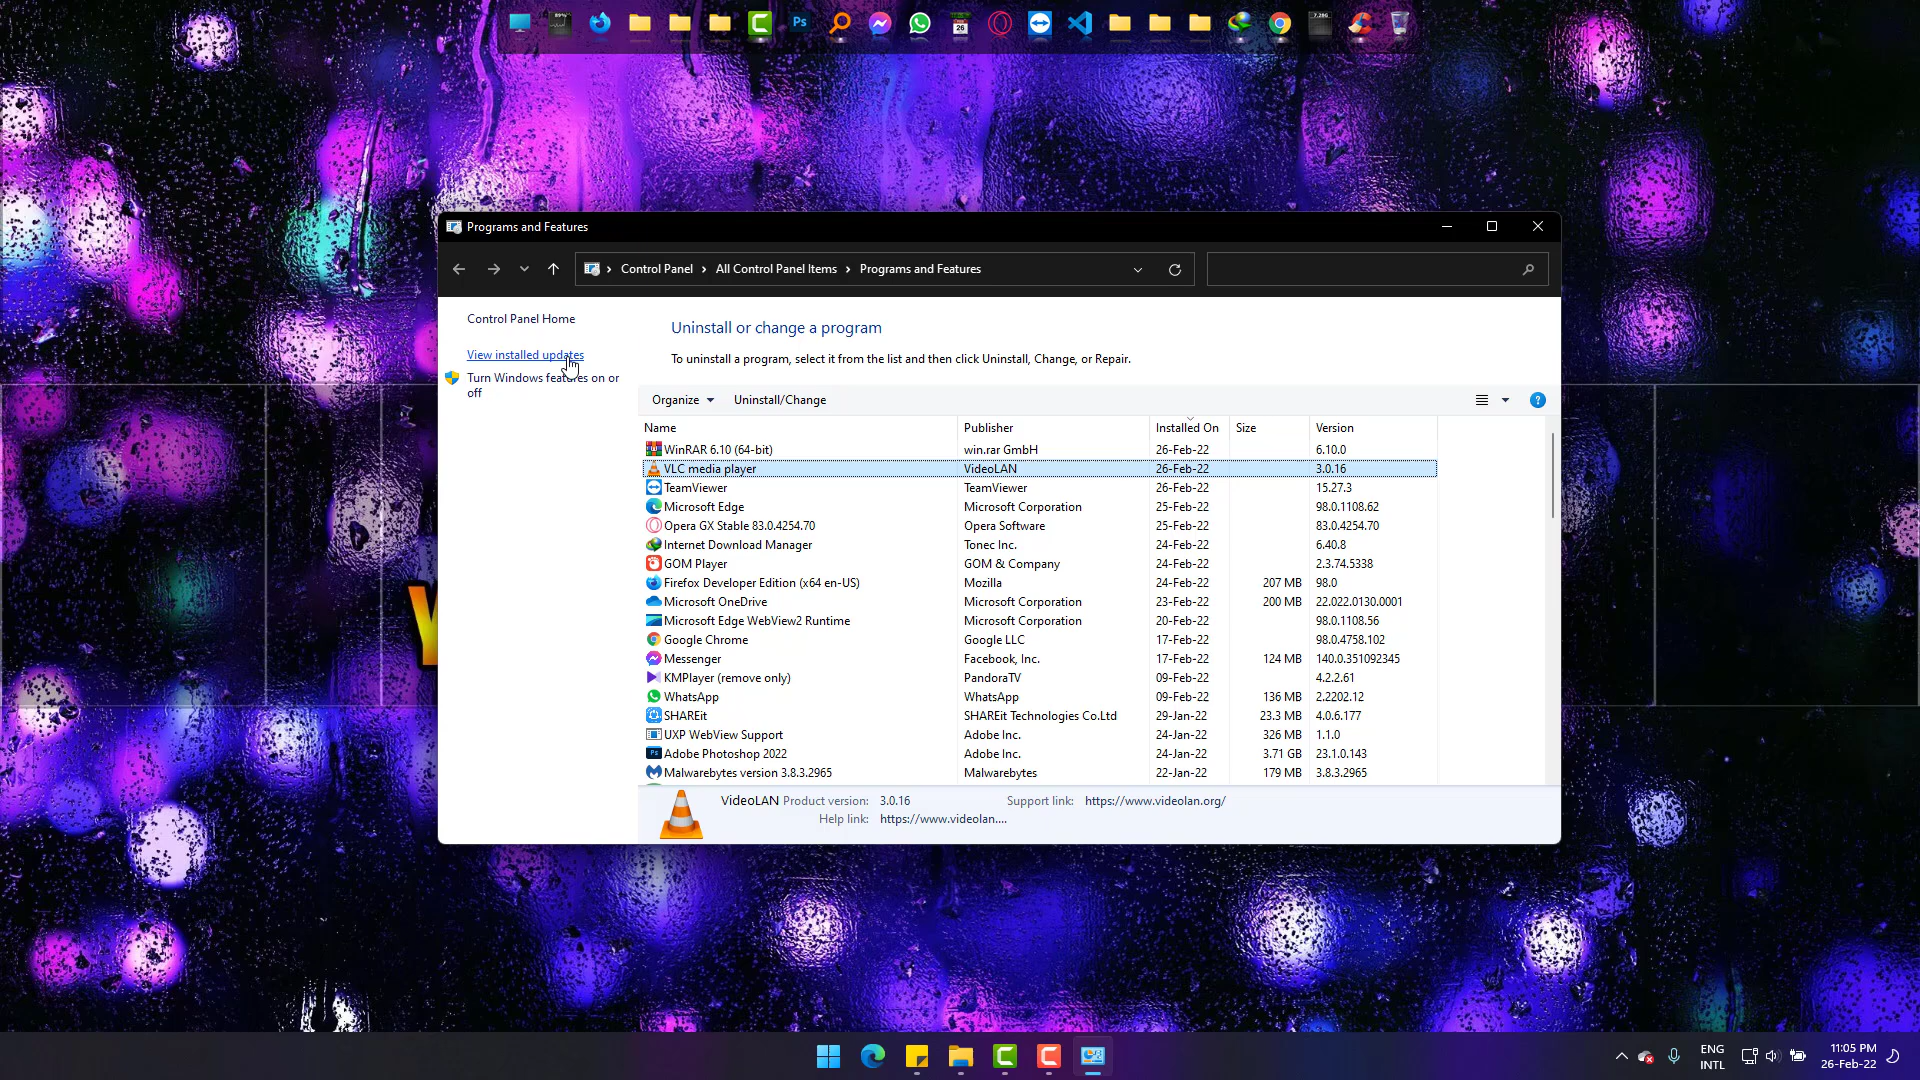 89%
Ps
26
7.28G
Programs and Features
Control Panel > All Control Panel Items > Programs and Features
Control Panel Home
View installed updates
Turn Windows features on or
off
Uninstall or change a program
To uninstall a program, select it from the list and then click Uninstall, Change, or Repair.
Organize Uninstall/Change
Name Publisher Installed On Size Version
WinRAR 6.10 (64-bit) win.rar GmbH 26-Feb-22 6.10.0
VLC media player VideoLAN 26-Feb-22 3.0.16
TeamViewer TeamViewer 26-Feb-22 15.27.3
Microsoft Edge Microsoft Corporation 25-Feb-22 98.0.1108.62
Opera GX Stable 83.0.4254.70 Opera Software 25-Feb-22 83.0.4254.70
Internet Download Manager Tonec Inc. 24-Feb-22 6.40.8
GOM Player GOM & Company 24-Feb-22 2.3.74.5338
Firefox Developer Edition (x64 en-US) Mozilla 24-Feb-22 207 MB 98.0
Microsoft OneDrive Microsoft Corporation 23-Feb-22 200 MB 22.022.0130.0001
Microsoft Edge WebView2 Runtime Microsoft Corporation 20-Feb-22 98.0.1108.56
Google Chrome Google LLC 17-Feb-22 98.0.4758.102
Messenger Facebook, Inc. 17-Feb-22 124 MB 140.0.351092345
KMPlayer (remove only) PandoraTV 09-Feb-22 4.2.2.61
WhatsApp WhatsApp 09-Feb-22 136 MB 2.2202.12
SHAREit SHAREit Technologies Co.Ltd 29-Jan-22 23.3 MB 4.0.6.177
UXP WebView Support Adobe Inc. 24-Jan-22 326 MB 1.1.0
Ps Adobe Photoshop 2022 Adobe Inc. 24-Jan-22 3.71 GB 23.1.0.143
Malwarebytes version 3.8.3.2965 Malwarebytes 22-Jan-22 179 MB 3.8.3.2965
VideoLAN Product version: 3.0.16 Support link: https://www.videolan.org/
Help link: https://www.videolan....
ENG
INTL
11:05 PM
26-Feb-22